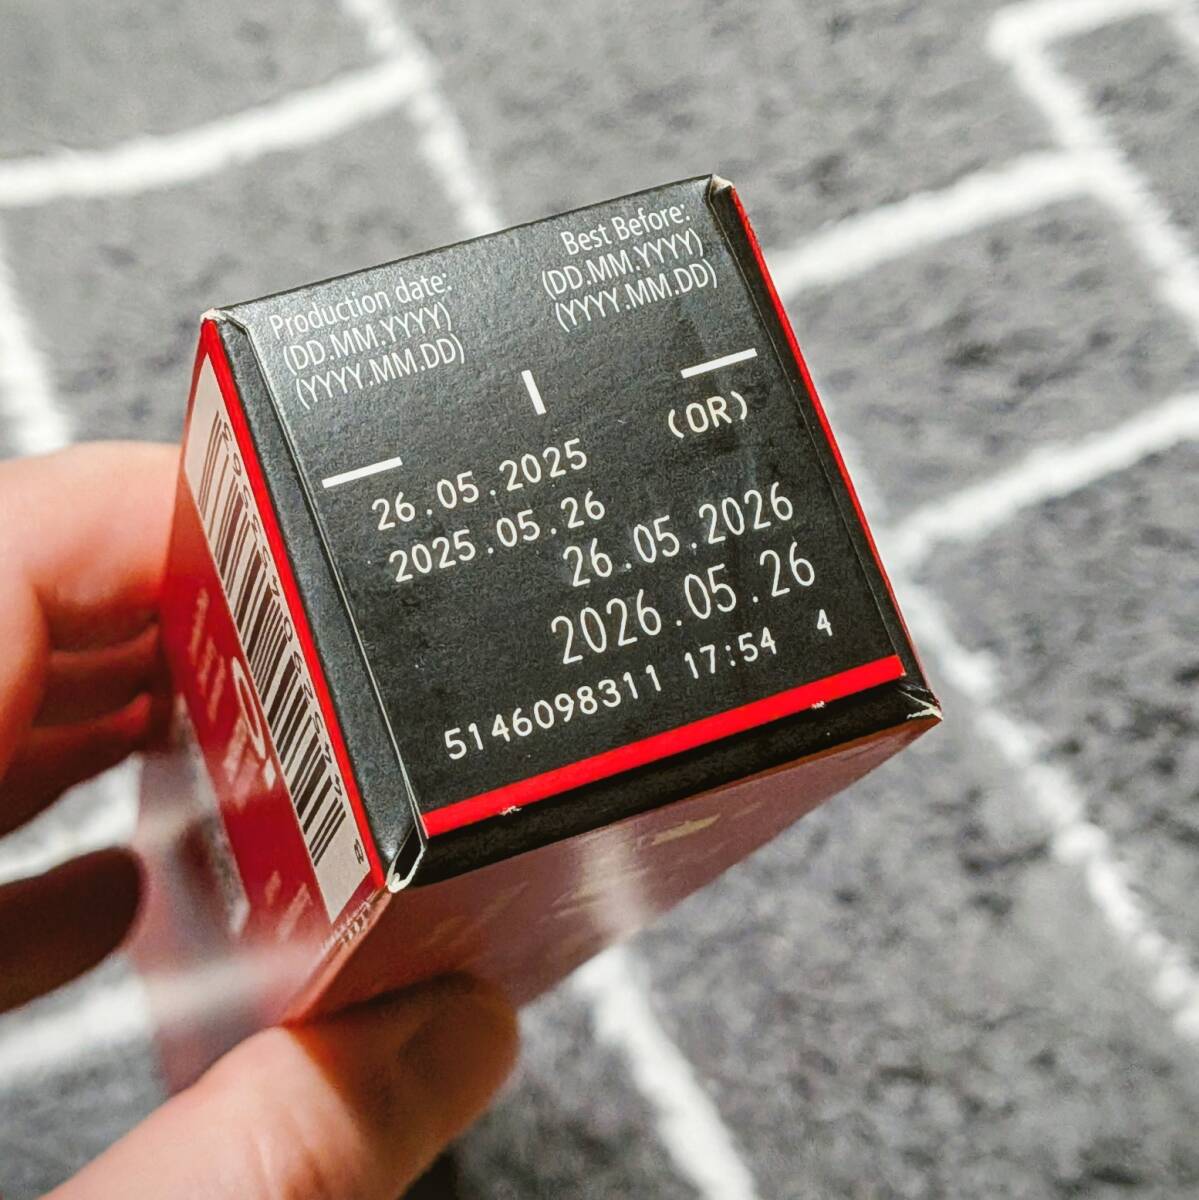 Production date:
(DD.MM.YYYY)
(YYYY.MM.DD)
Best Before:
(DD.MM.YYYY)
(YYYY.MM.DD)
(OR)
26.05.2025
2025.05.26
26.05.2026
2026.05.26
5146098311 17:54 4